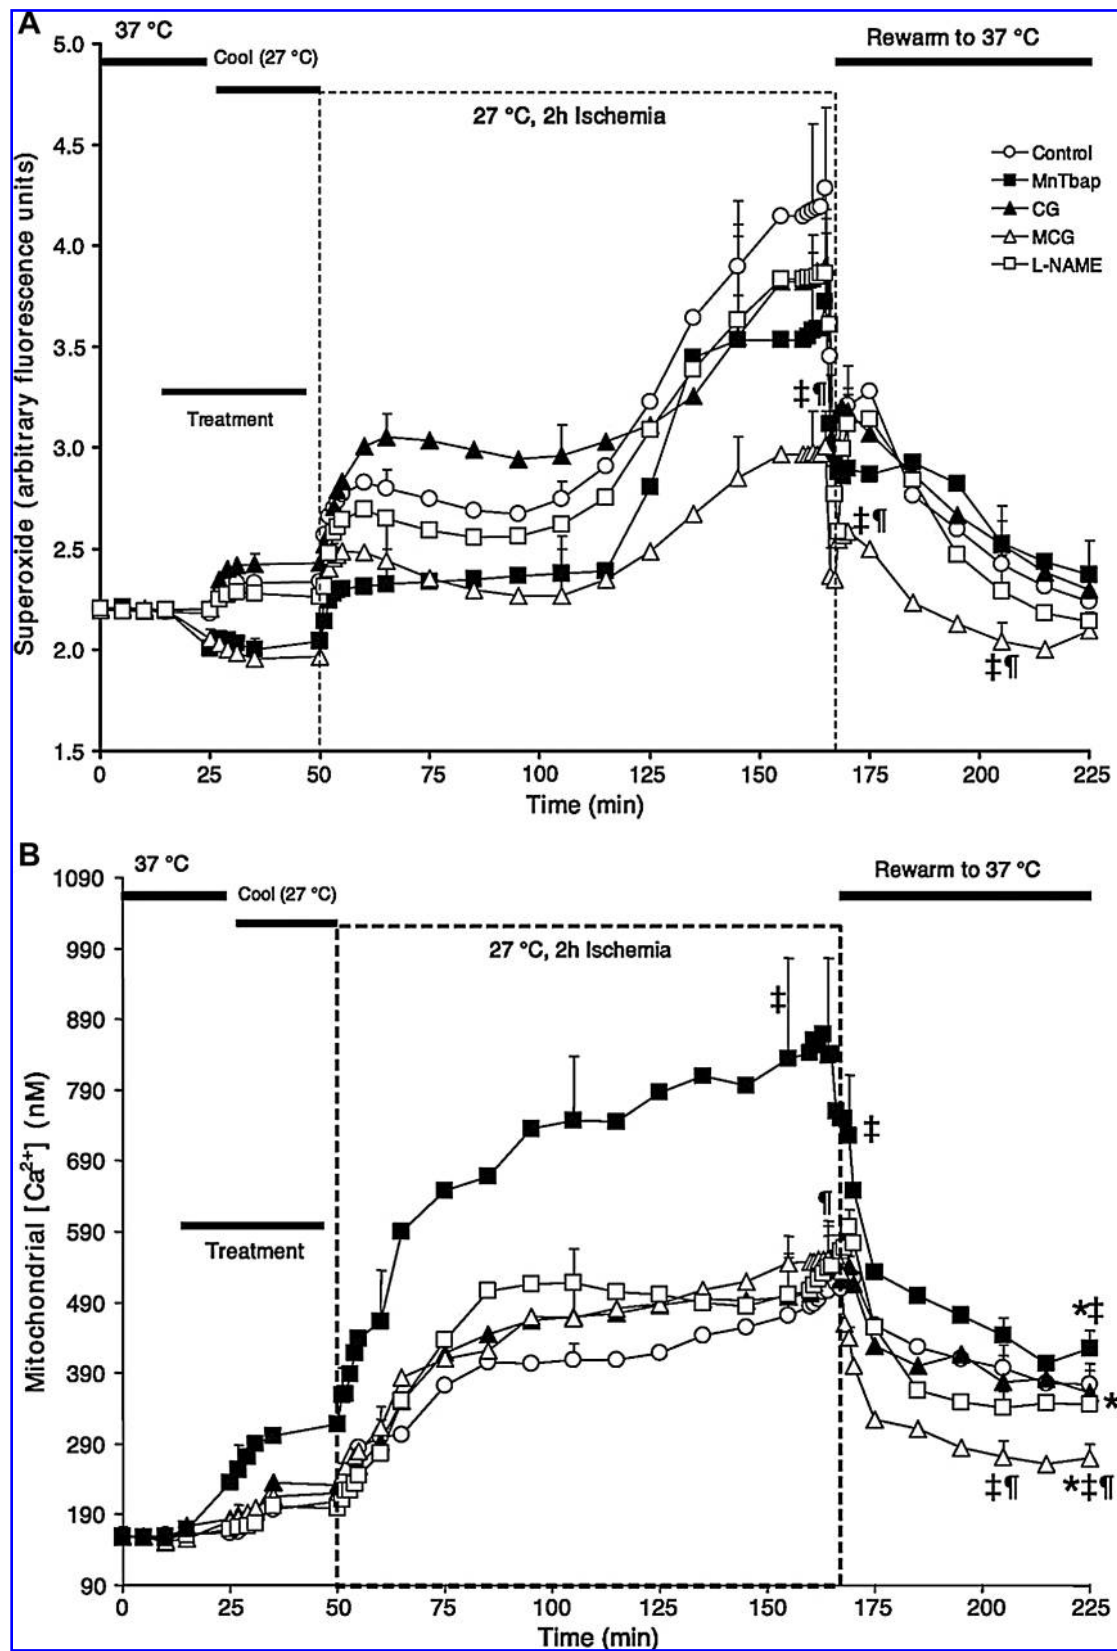 A
37 °C
Cool (27 °C)
Rewarm to 37 °C
27 °C, 2h Ischemia
Treatment
Control
MnTbap
CG
MCG
L-NAME
Superoxide (arbitrary fluorescence units)
5.0
4.5
4.0
3.5
3.0
2.5
2.0
1.5
‡¶
‡¶
‡¶
0 25 50 75 100 125 150 175 200 225
Time (min)
B
37 °C
Cool (27 °C)
Rewarm to 37 °C
27 °C, 2h Ischemia
Treatment
Mitochondrial [Ca²⁺] (nM)
1090
990
890
790
690
590
490
390
290
190
90
‡
‡
¶
*‡
*
‡¶
*‡¶
0 25 50 75 100 125 150 175 200 225
Time (min)